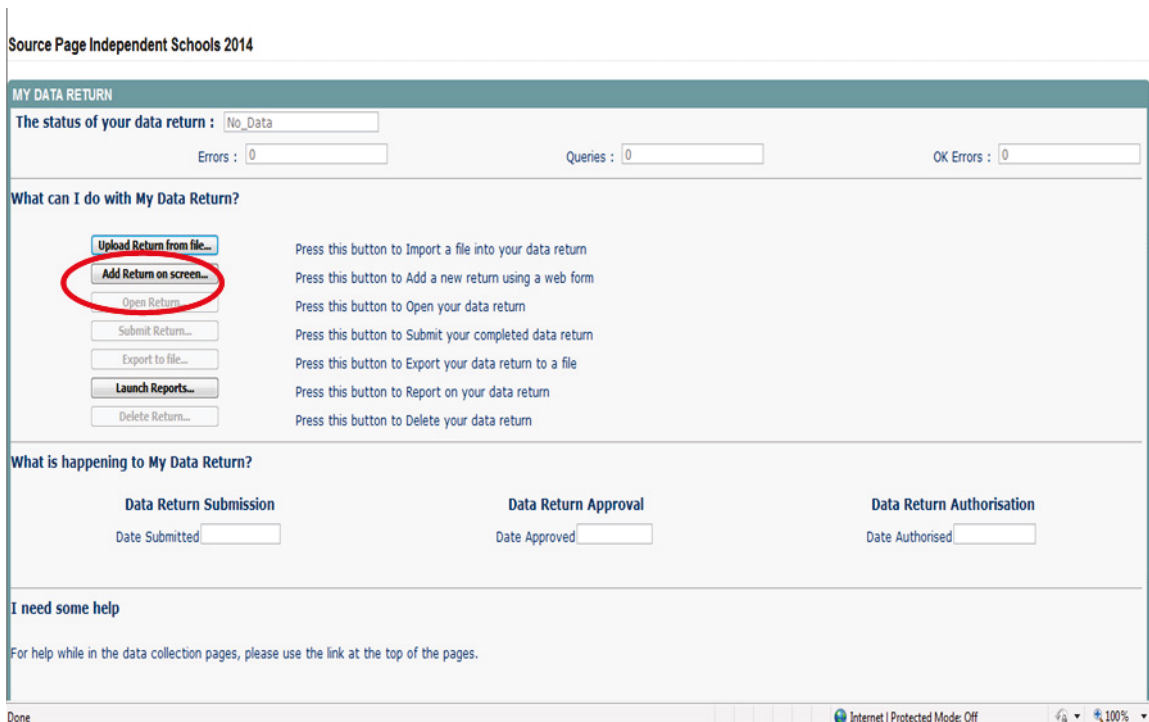 Source Page Independent Schools 2014
MY DATA RETURN
The status of your data return : No_Data
Errors : 0 Queries : 0 OK Errors : 0
What can I do with My Data Return?
Upload Return from file... Press this button to Import a file into your data return
Add Return on screen... Press this button to Add a new return using a web form
Open Return... Press this button to Open your data return
Submit Return... Press this button to Submit your completed data return
Export to file... Press this button to Export your data return to a file
Launch Reports... Press this button to Report on your data return
Delete Return... Press this button to Delete your data return
What is happening to My Data Return?
Data Return Submission Data Return Approval Data Return Authorisation
Date Submitted Date Approved Date Authorised
I need some help
For help while in the data collection pages, please use the link at the top of the pages.
Done Internet | Protected Mode: Off 100%